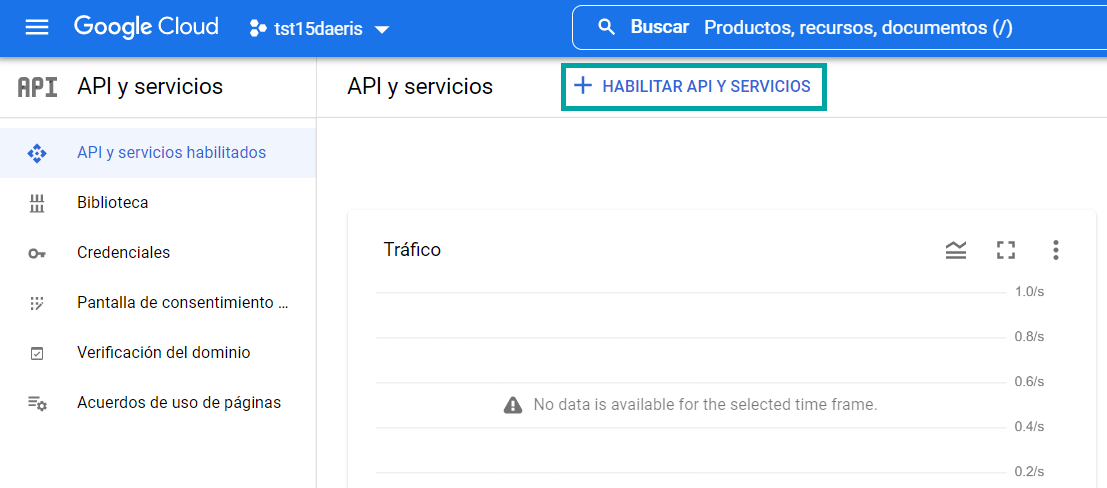 Google Cloud
tst15daeris
Buscar Productos, recursos, documentos (/)
API API y servicios
API y servicios
HABILITAR API Y SERVICIOS
API y servicios habilitados
Biblioteca
Credenciales
Pantalla de consentimiento ...
Verificación del dominio
Acuerdos de uso de páginas
Tráfico
1.0/s
0.8/s
0.6/s
No data is available for the selected time frame.
0.4/s
0.2/s